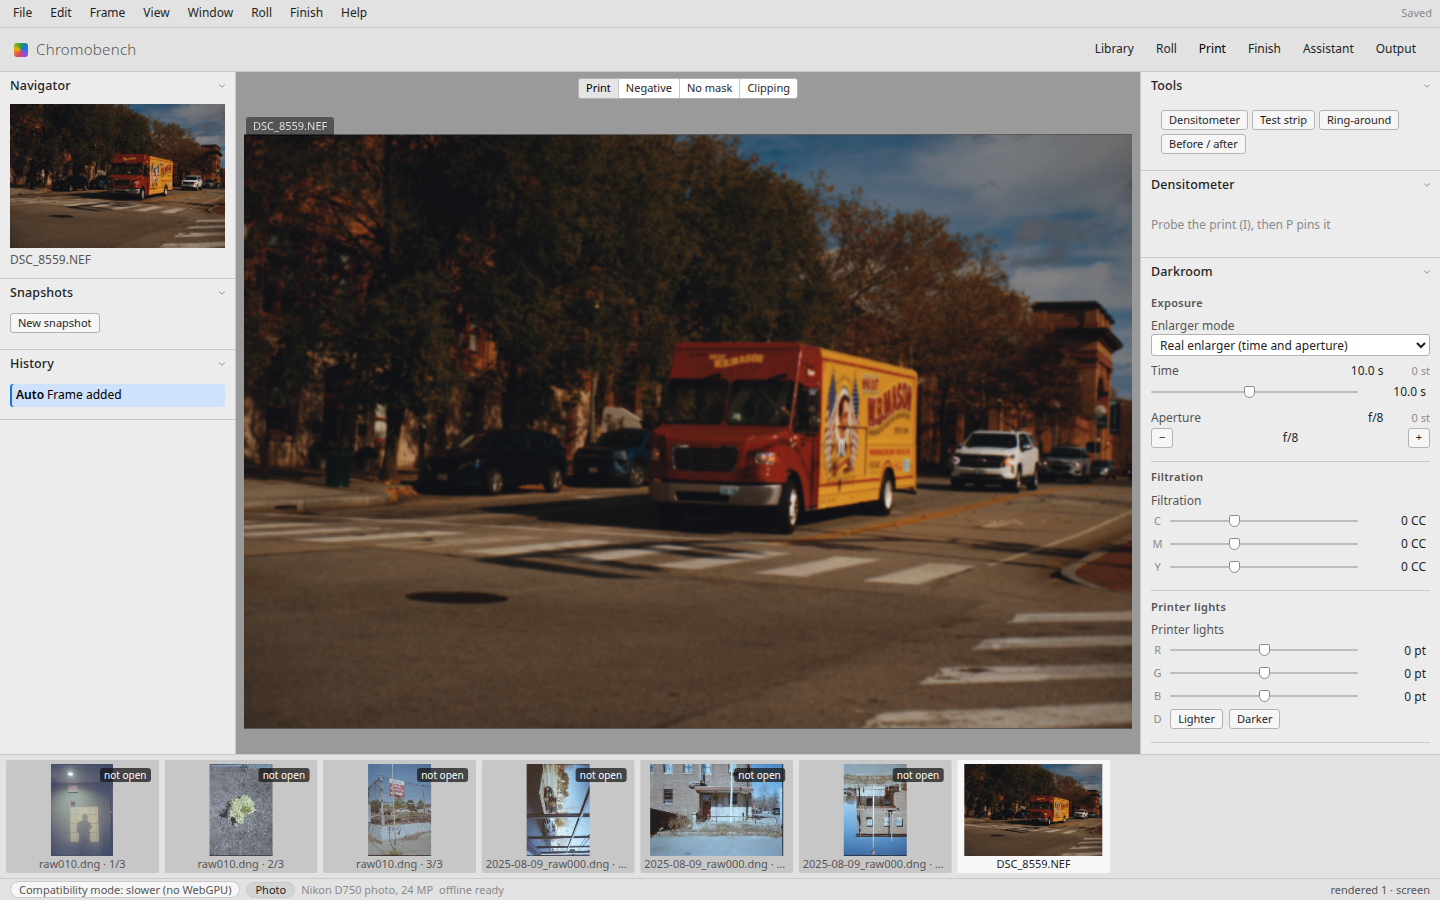 File Edit Frame View Window Roll Finish Help
Saved
Chromobench
Library Roll Print Finish Assistant Output
Navigator
DSC_8559.NEF
Snapshots
New snapshot
History
Auto Frame added
Print Negative No mask Clipping
DSC_8559.NEF
W.B.MASON
W.B.MASON
Tools
Densitometer Test strip Ring-around
Before / after
Densitometer
Probe the print (I), then P pins it
Darkroom
Exposure
Enlarger mode
Real enlarger (time and aperture)
Time 10.0 s 0 st
10.0 s
Aperture f/8 0 st
− f/8 +
Filtration
Filtration
C 0 CC
M 0 CC
Y 0 CC
Printer lights
Printer lights
R 0 pt
G 0 pt
B 0 pt
D Lighter Darker
not open not open not open not open not open not open
raw010.dng · 1/3 raw010.dng · 2/3 raw010.dng · 3/3 2025-08-09_raw000.dng · ... 2025-08-09_raw000.dng · ... 2025-08-09_raw000.dng · ... DSC_8559.NEF
Compatibility mode: slower (no WebGPU) Photo Nikon D750 photo, 24 MP offline ready
rendered 1 · screen